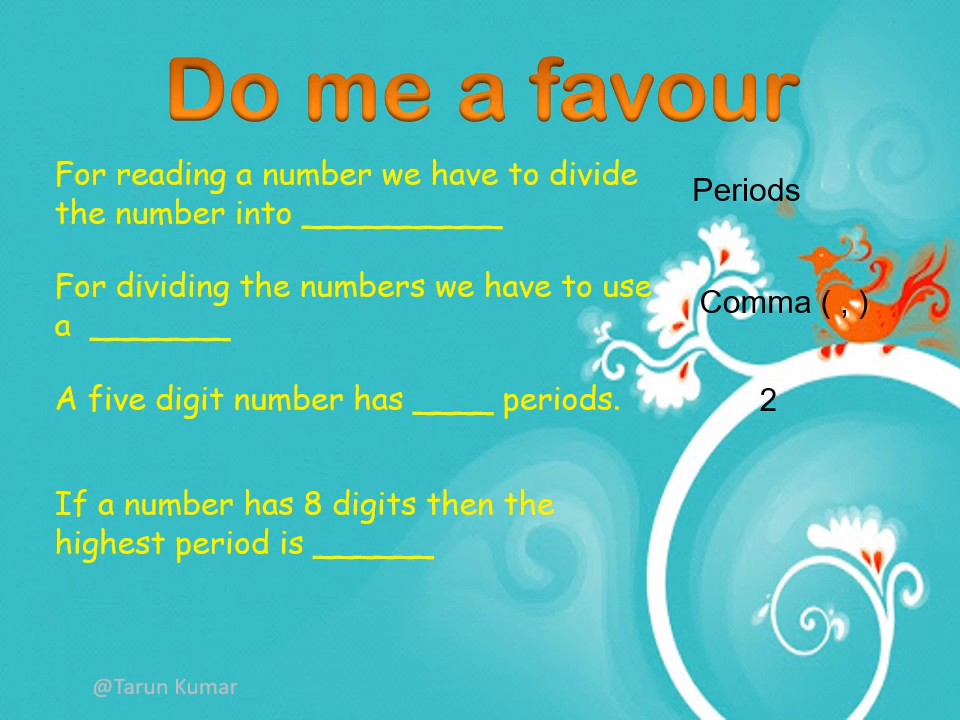 Do me a favour
For reading a number we have to divide
the number into __________
Periods
For dividing the numbers we have to use
a _______
Comma ( , )
A five digit number has ____ periods.
2
If a number has 8 digits then the
highest period is ______
@Tarun Kumar